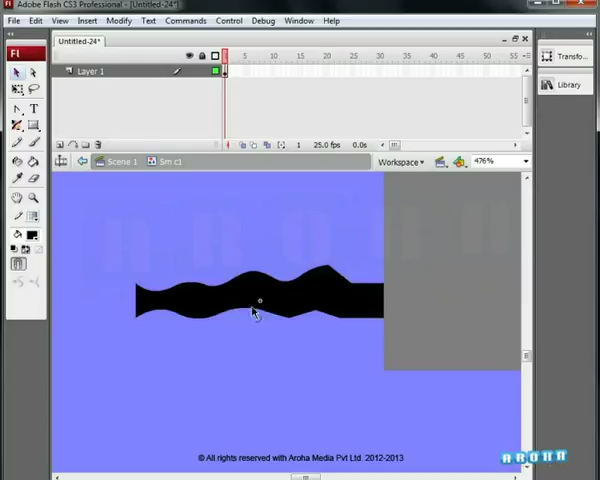 Adobe Flash CS3 Professional - [Untitled-24*]
File Edit View Insert Modify Text Commands Control Debug Window Help
Untitled-24*
5 10 15 20 25 30 35 40 45 50 55
Layer 1
1 25.0 fps 0.0s
Scene 1 Sm c1 Workspace 476%
Fl
T
Transfo...
Library
AROHA
© All rights reserved with Aroha Media Pvt Ltd. 2012-2013
AROHA